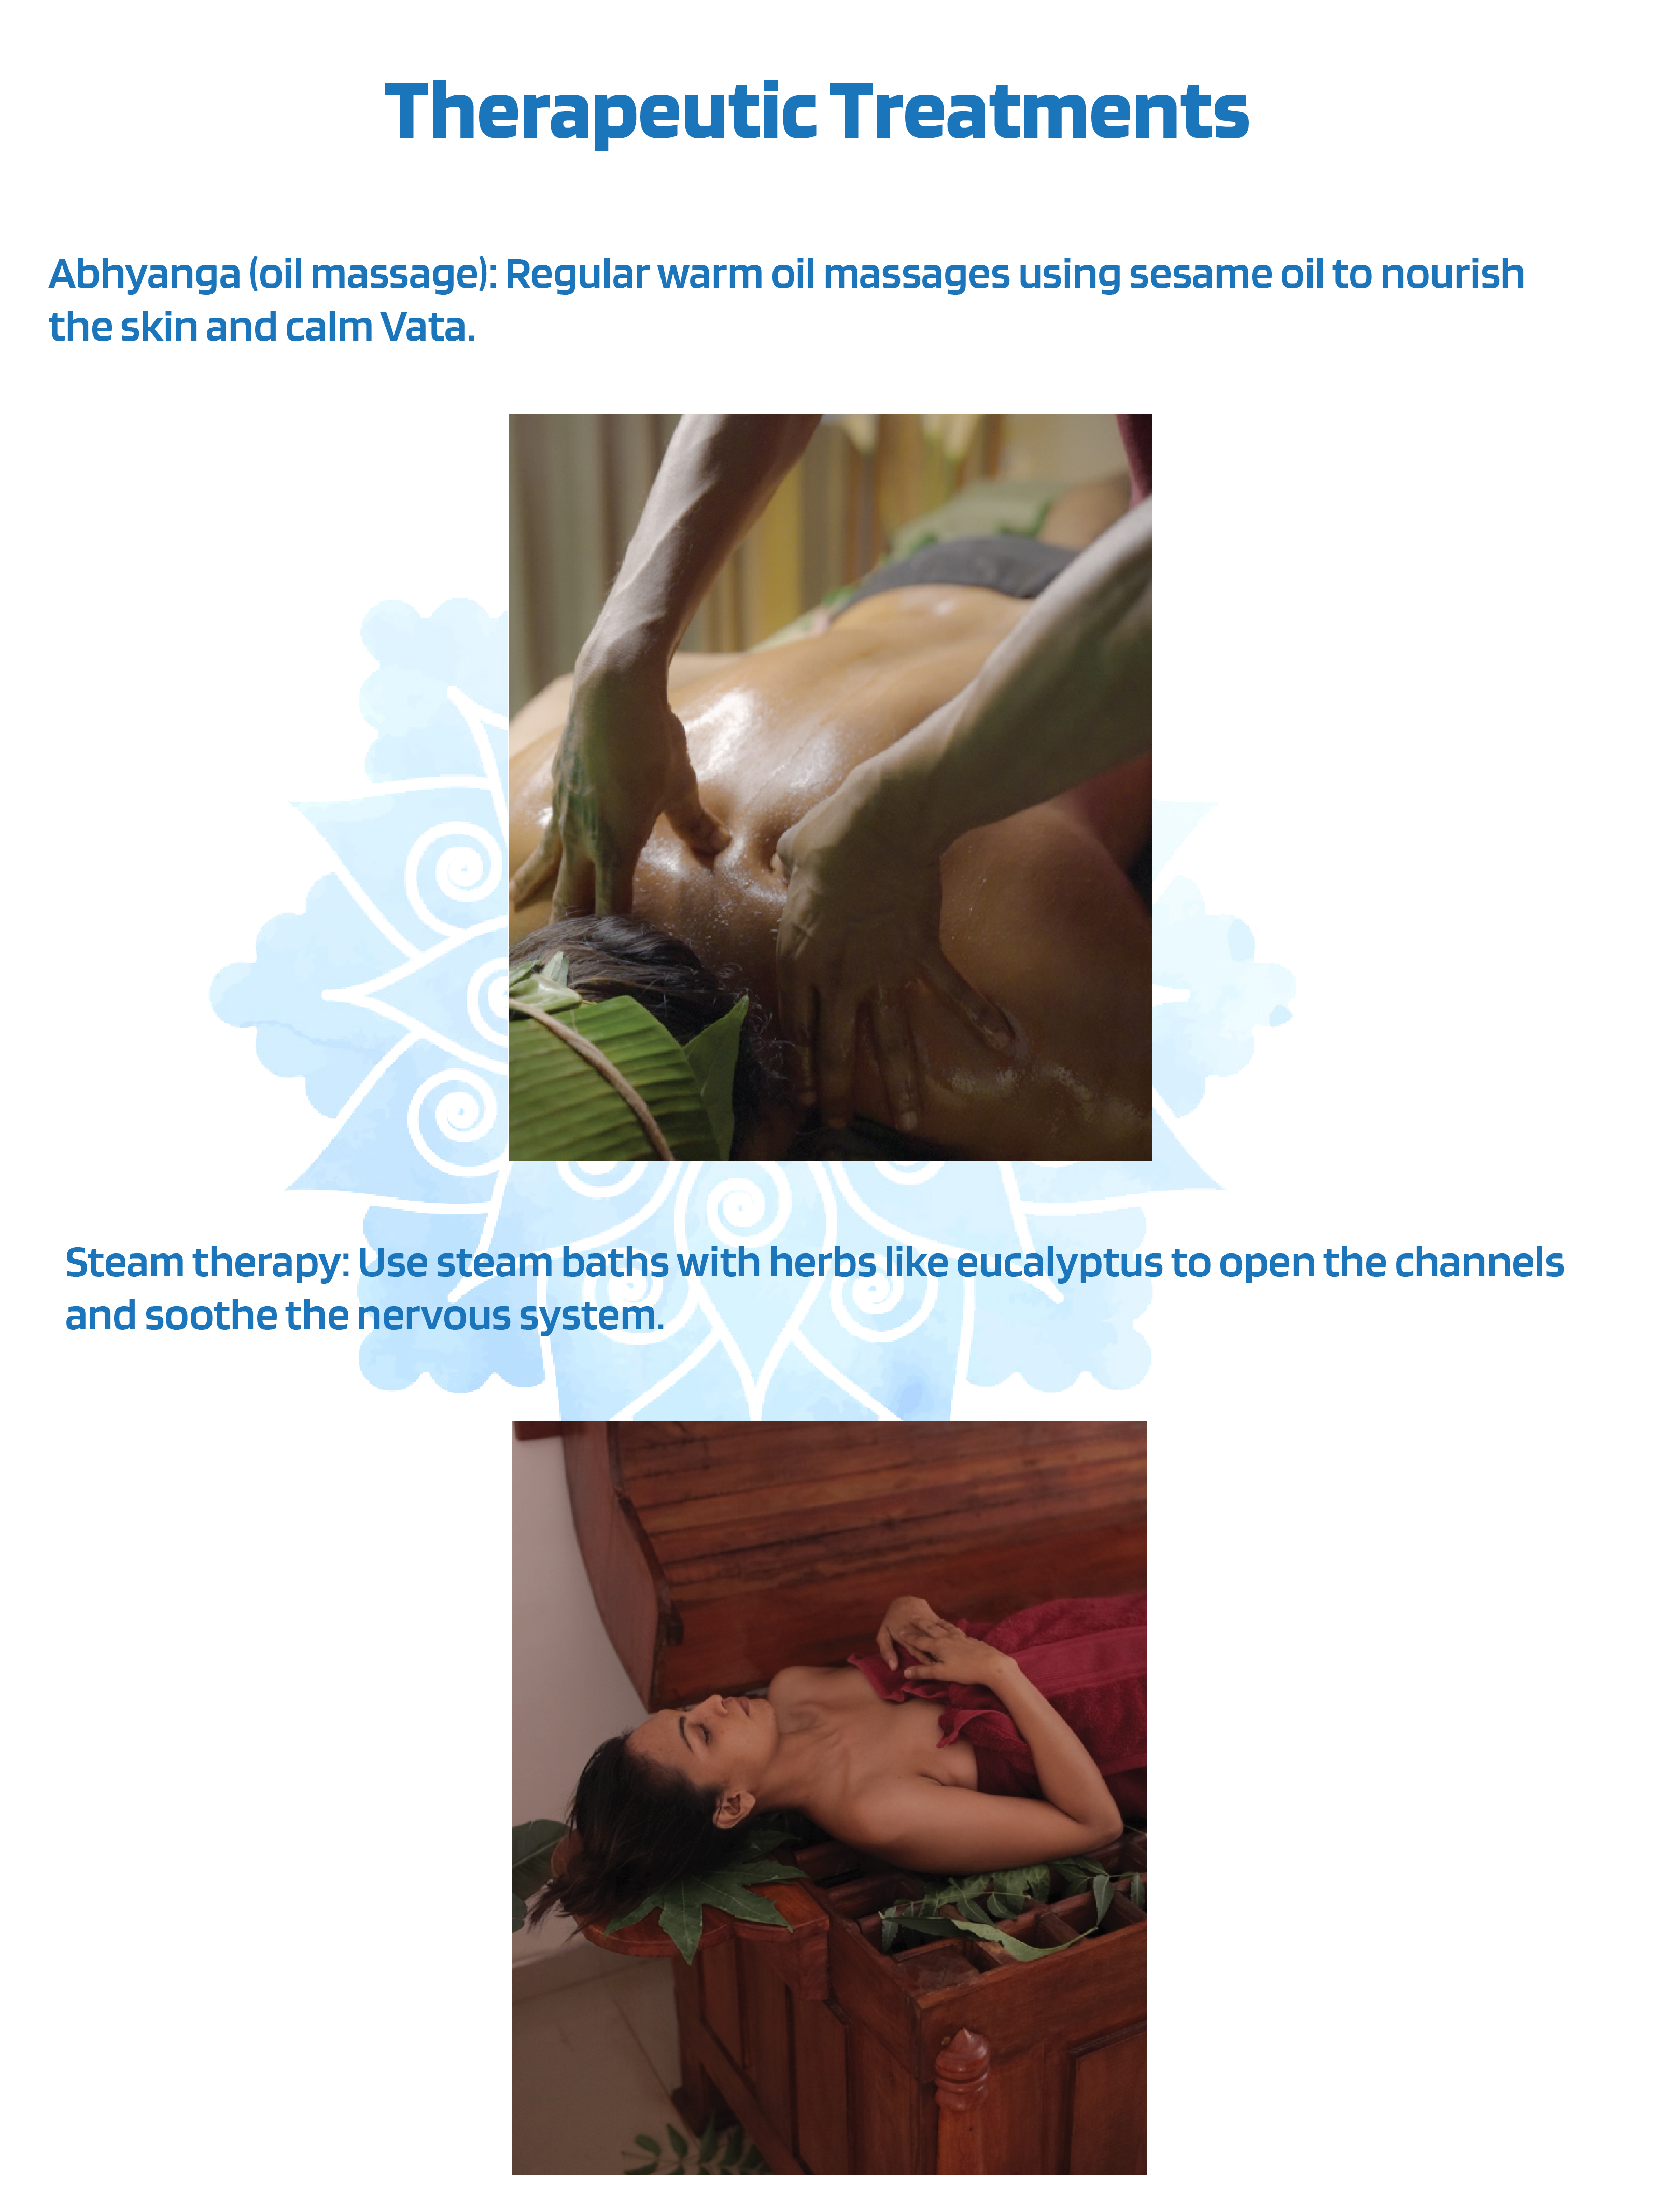 Therapeutic Treatments
Abhyanga (oil massage): Regular warm oil massages using sesame oil to nourish
the skin and calm Vata.
Steam therapy: Use steam baths with herbs like eucalyptus to open the channels
and soothe the nervous system.